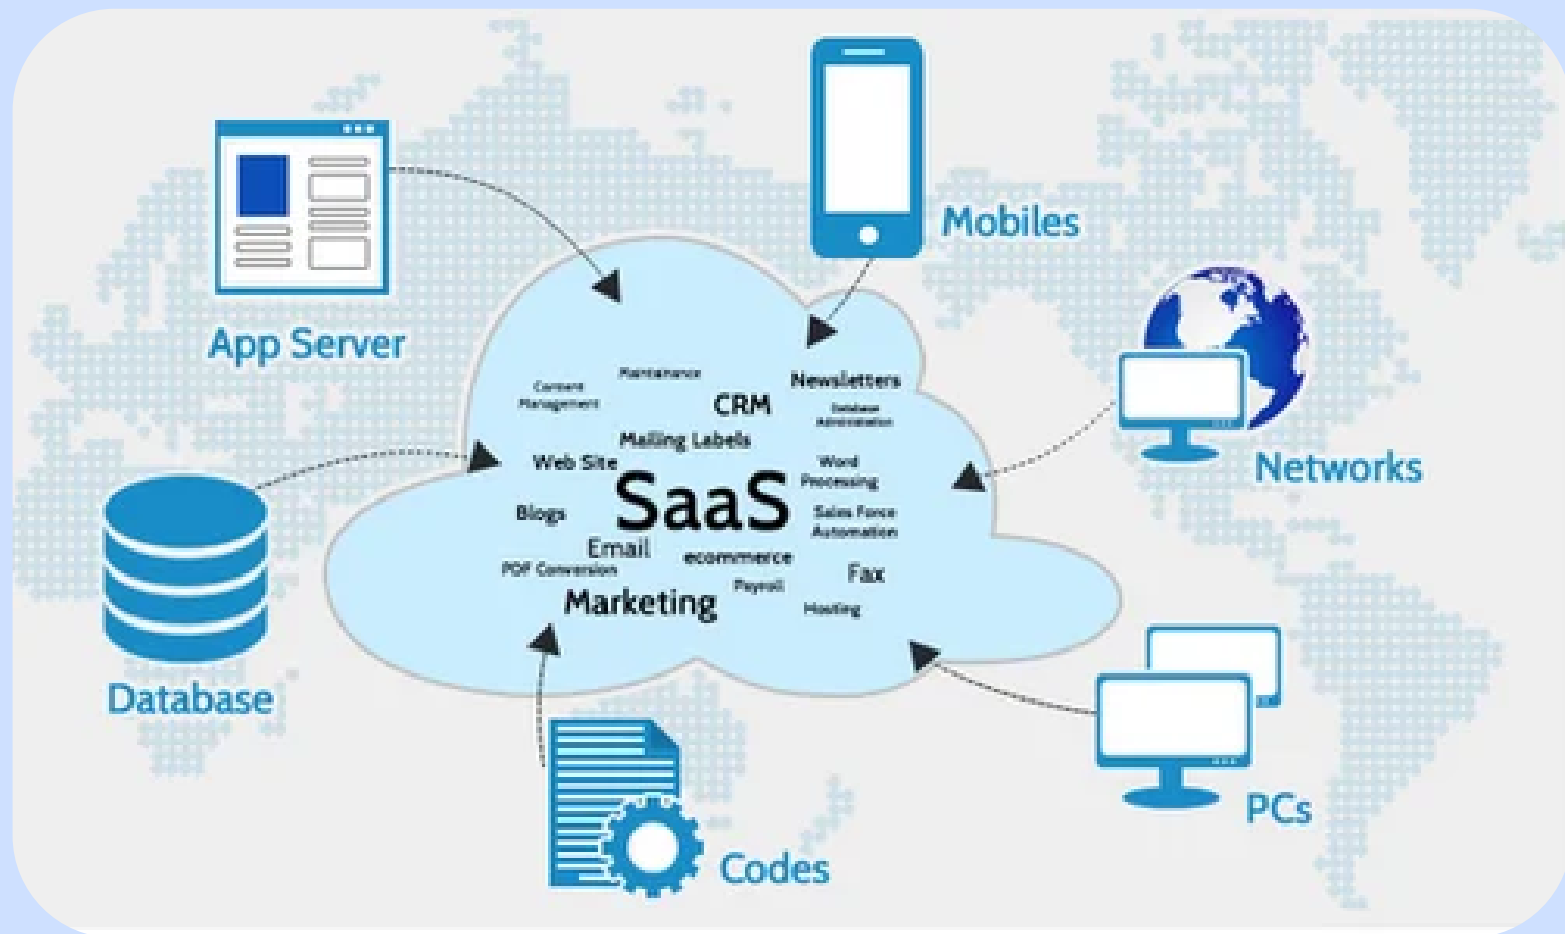 Mobiles
App Server
Networks
Maintainance
Content
Management
CRM
Newsletters
Database
Administration
Mailing Labels
Web Site
Word
Processing
SaaS
Blogs
Sales Force
Automation
Email
ecommerce
PDF Conversion
Fax
Payroll
Marketing
Hosting
Database
PCs
Codes